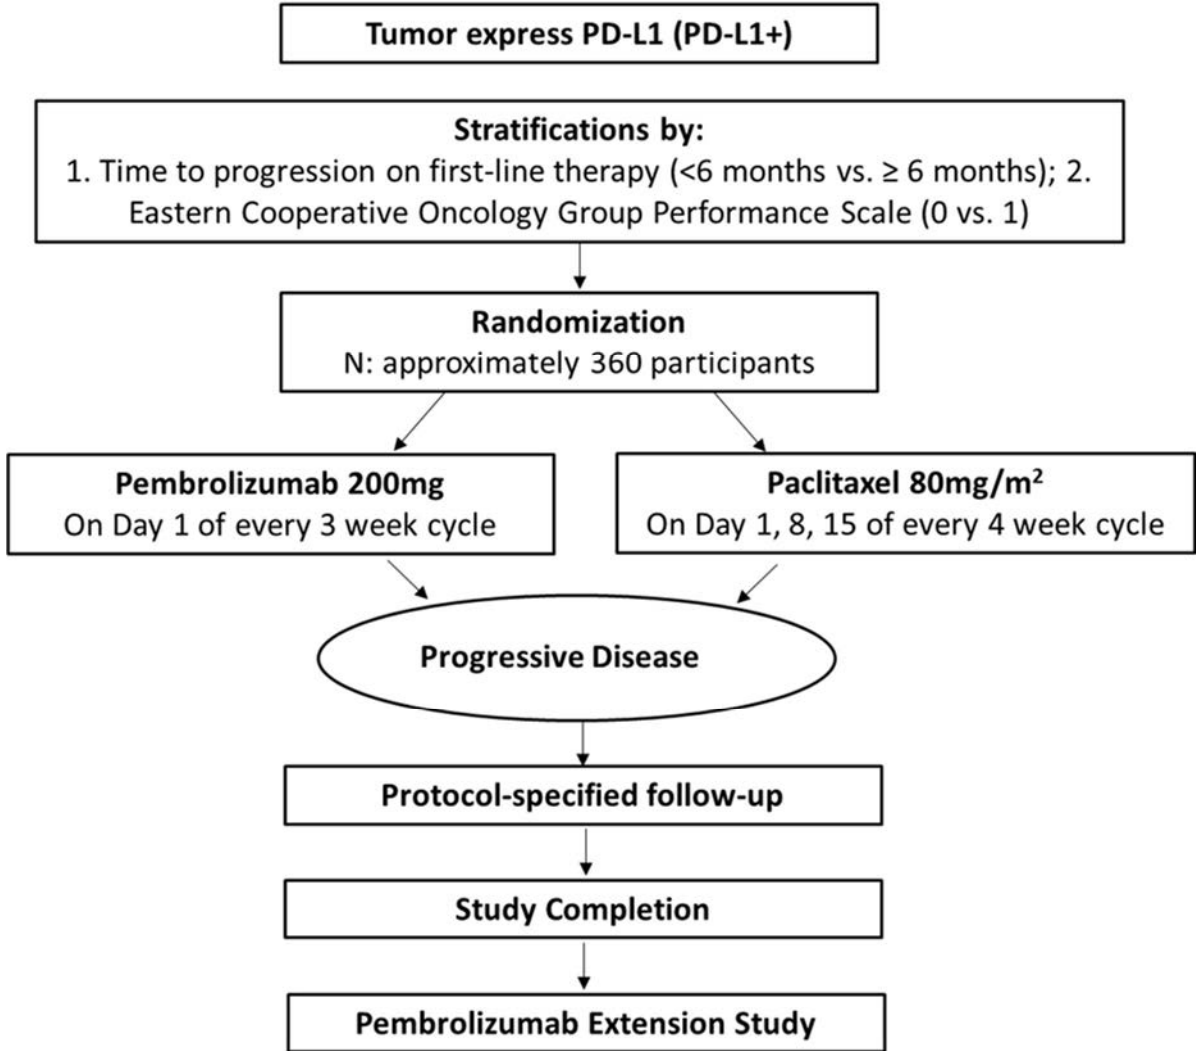 Tumor express PD-L1 (PD-L1+)
Stratifications by:
1. Time to progression on first-line therapy (<6 months vs. ≥ 6 months); 2.
Eastern Cooperative Oncology Group Performance Scale (0 vs. 1)
Randomization
N: approximately 360 participants
Pembrolizumab 200mg
On Day 1 of every 3 week cycle
Paclitaxel 80mg/m²
On Day 1, 8, 15 of every 4 week cycle
Progressive Disease
Protocol-specified follow-up
Study Completion
Pembrolizumab Extension Study